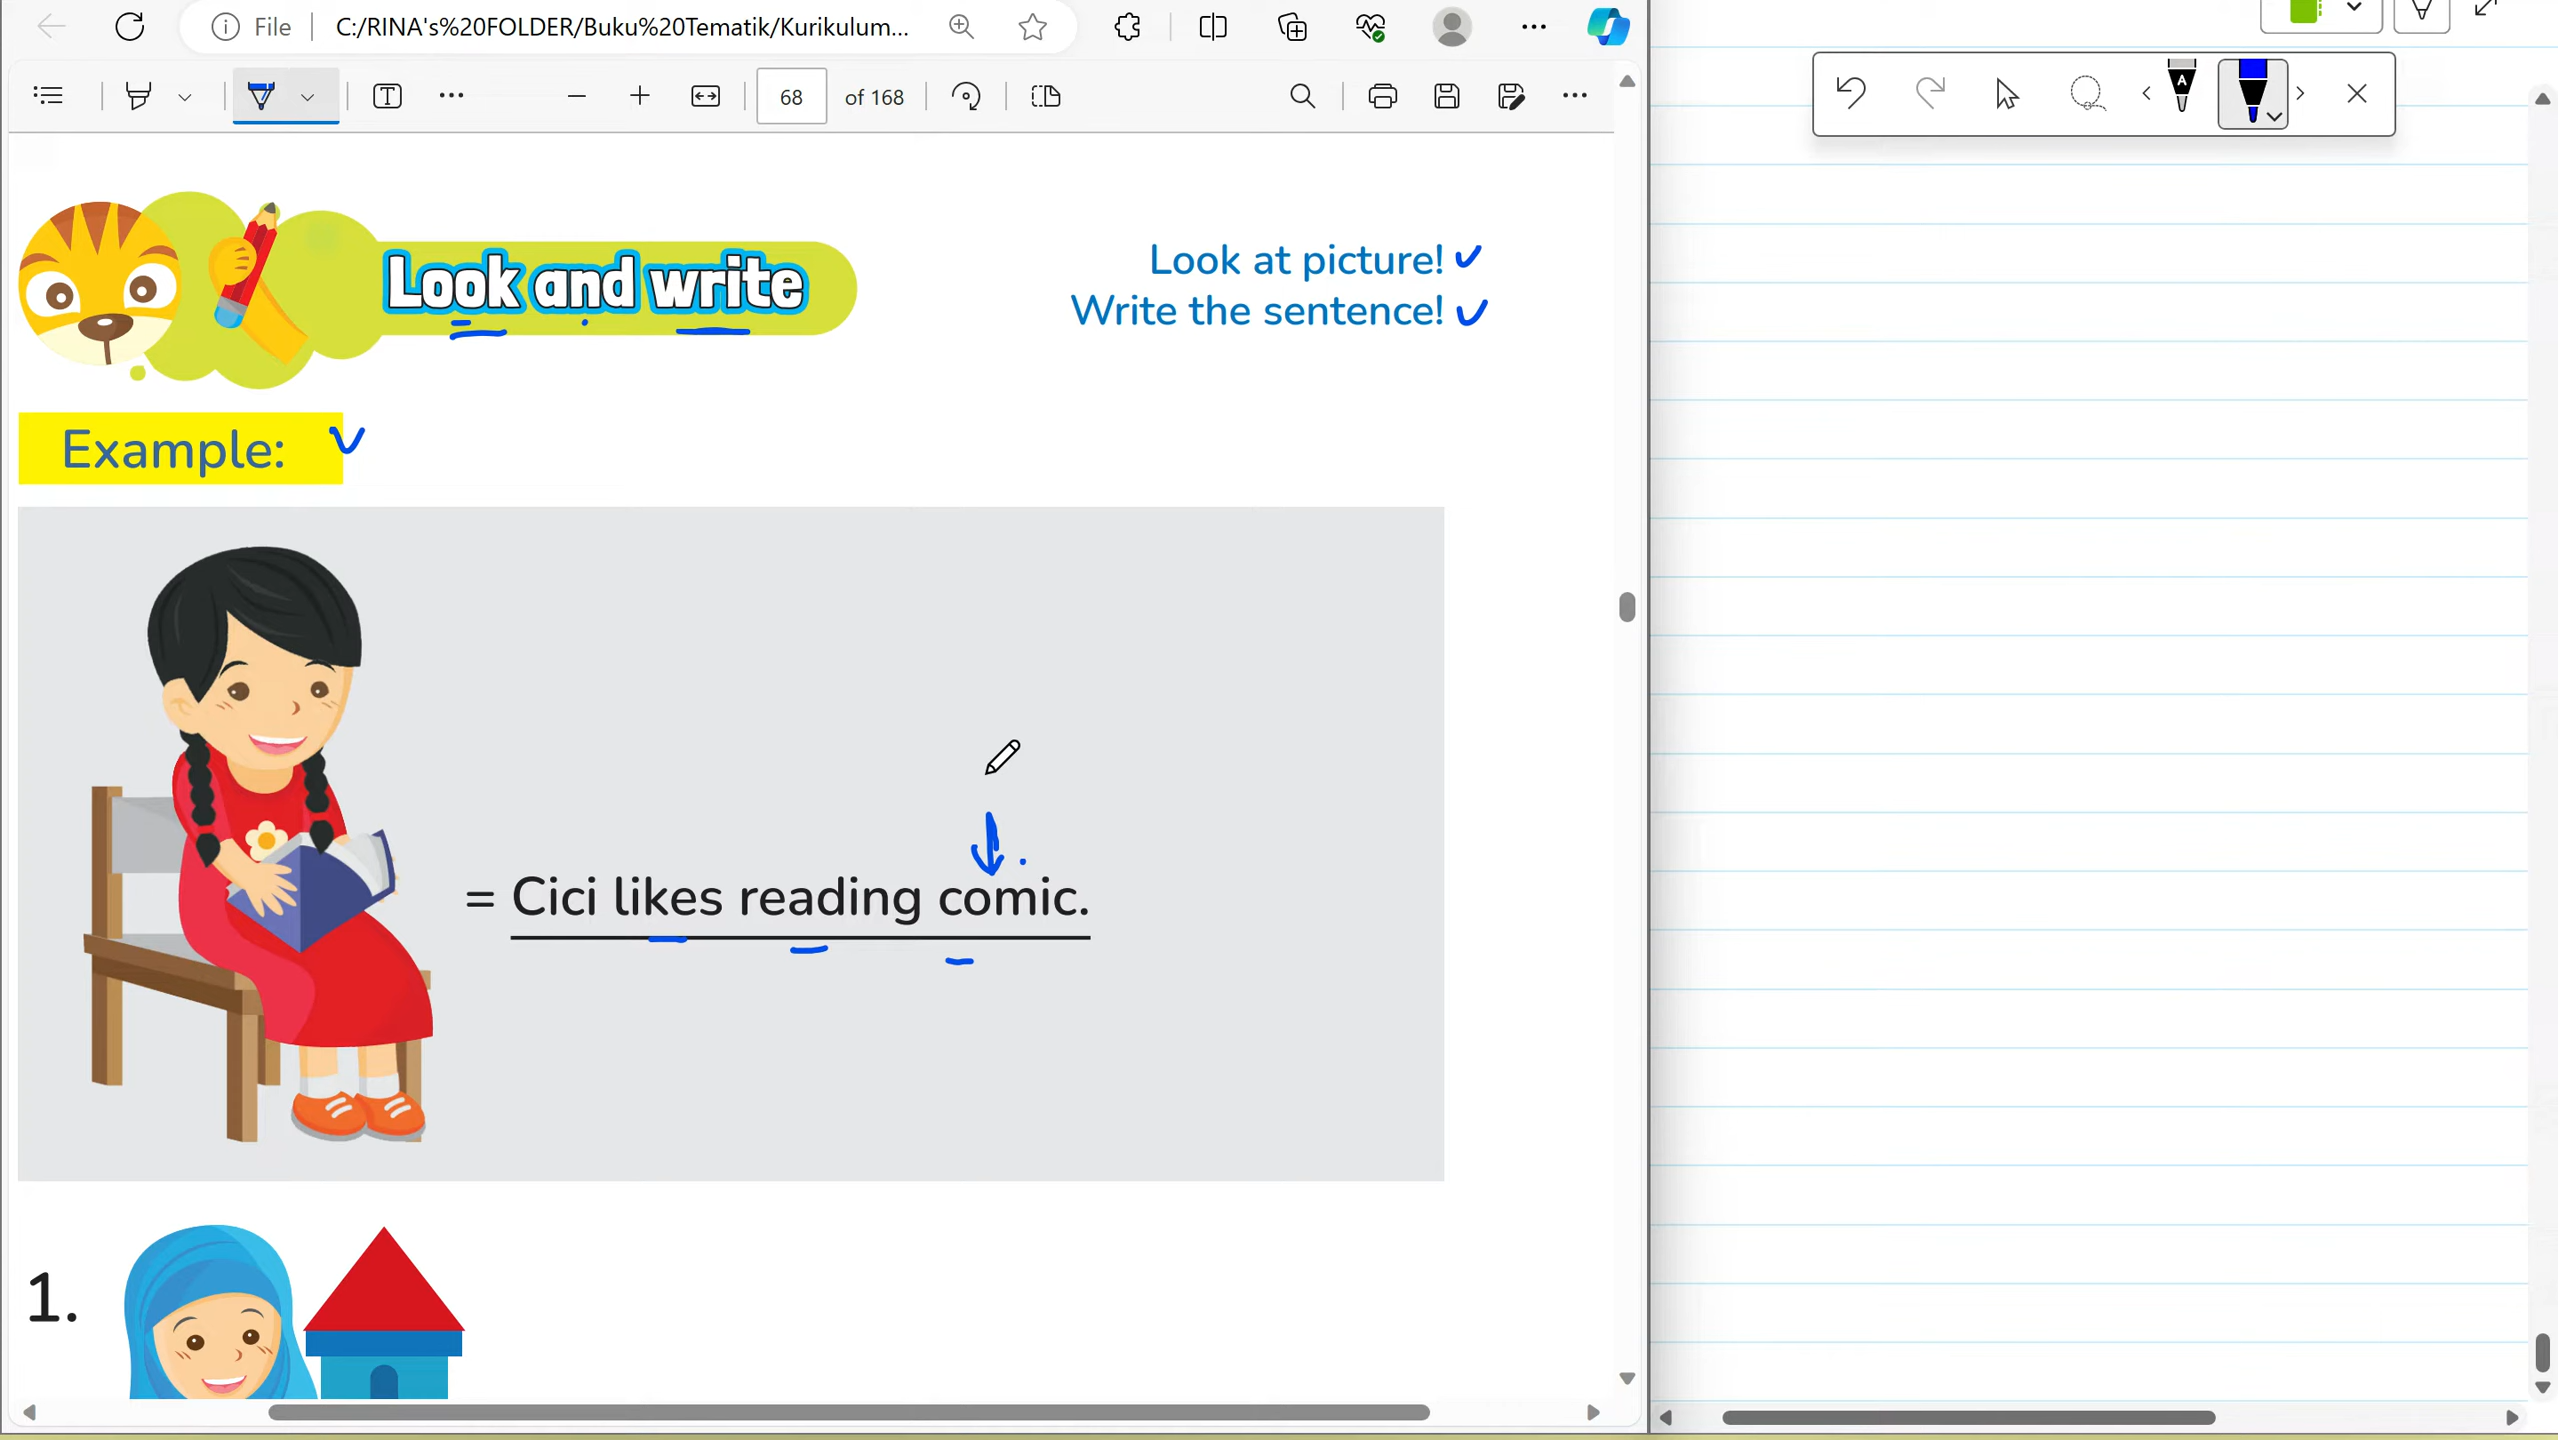 File
C:/RINA's%20FOLDER/Buku%20Tematik/Kurikulum...
68 of 168
A
Look and write
Look at picture!
Write the sentence!
Example:
= Cici likes reading comic.
1.